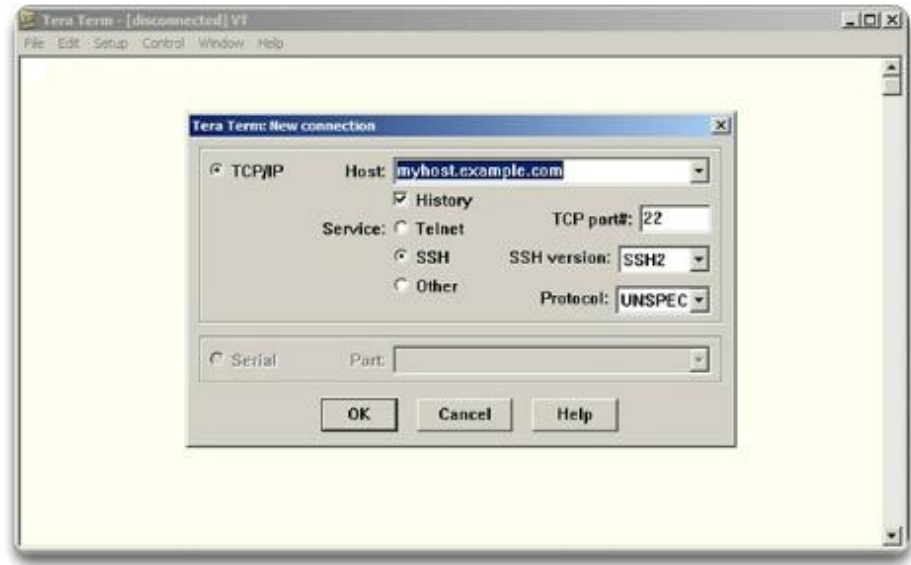 Tera Term - [disconnected] VT
File Edit Setup Control Window Help
Tera Term: New connection
TCP/IP Host: myhost.example.com
History
Service: Telnet TCP port#: 22
SSH SSH version: SSH2
Other Protocol: UNSPEC
Serial Port:
OK Cancel Help